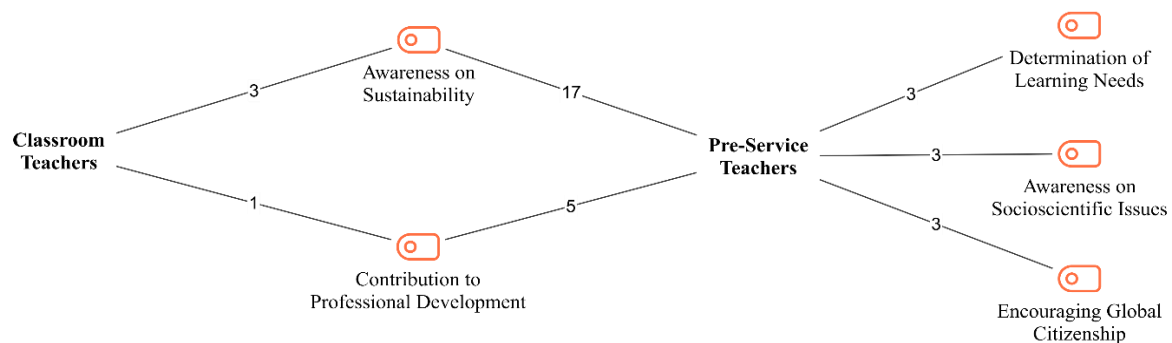 Awareness on
Sustainability
Determination of
Learning Needs
3
17
3
Classroom
Teachers
Pre-Service
Teachers
3
Awareness on
Socioscientific Issues
1
5
3
Contribution to
Professional Development
Encouraging Global
Citizenship